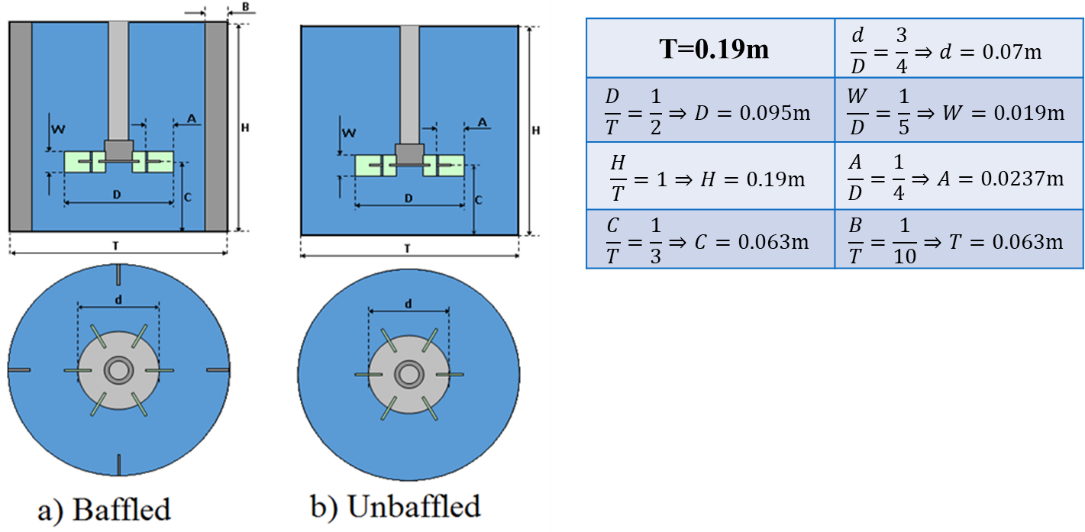 B
W
A
H
D
C
T
d
a) Baffled
W
A
H
D
C
T
d
b) Unbaffled
T=0.19m
d/D = 3/4 ⇒ d = 0.07m
D/T = 1/2 ⇒ D = 0.095m
W/D = 1/5 ⇒ W = 0.019m
H/T = 1 ⇒ H = 0.19m
A/D = 1/4 ⇒ A = 0.0237m
C/T = 1/3 ⇒ C = 0.063m
B/T = 1/10 ⇒ T = 0.063m